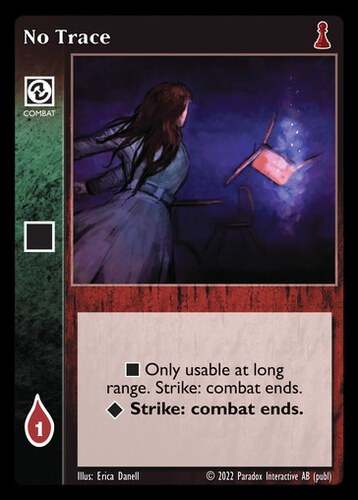 No Trace
COMBAT
Only usable at long
range. Strike: combat ends.
Strike: combat ends.
1
Illus: Erica Danell © 2022 Paradox Interactive AB (publ)